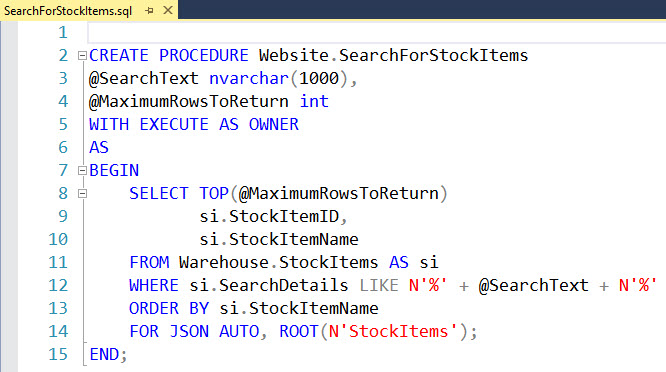 SearchForStockItems.sql
1
2 CREATE PROCEDURE Website.SearchForStockItems
3 @SearchText nvarchar(1000),
4 @MaximumRowsToReturn int
5 WITH EXECUTE AS OWNER
6 AS
7 BEGIN
8 SELECT TOP(@MaximumRowsToReturn)
9 si.StockItemID,
10 si.StockItemName
11 FROM Warehouse.StockItems AS si
12 WHERE si.SearchDetails LIKE N'%' + @SearchText + N'%'
13 ORDER BY si.StockItemName
14 FOR JSON AUTO, ROOT(N'StockItems');
15 END;